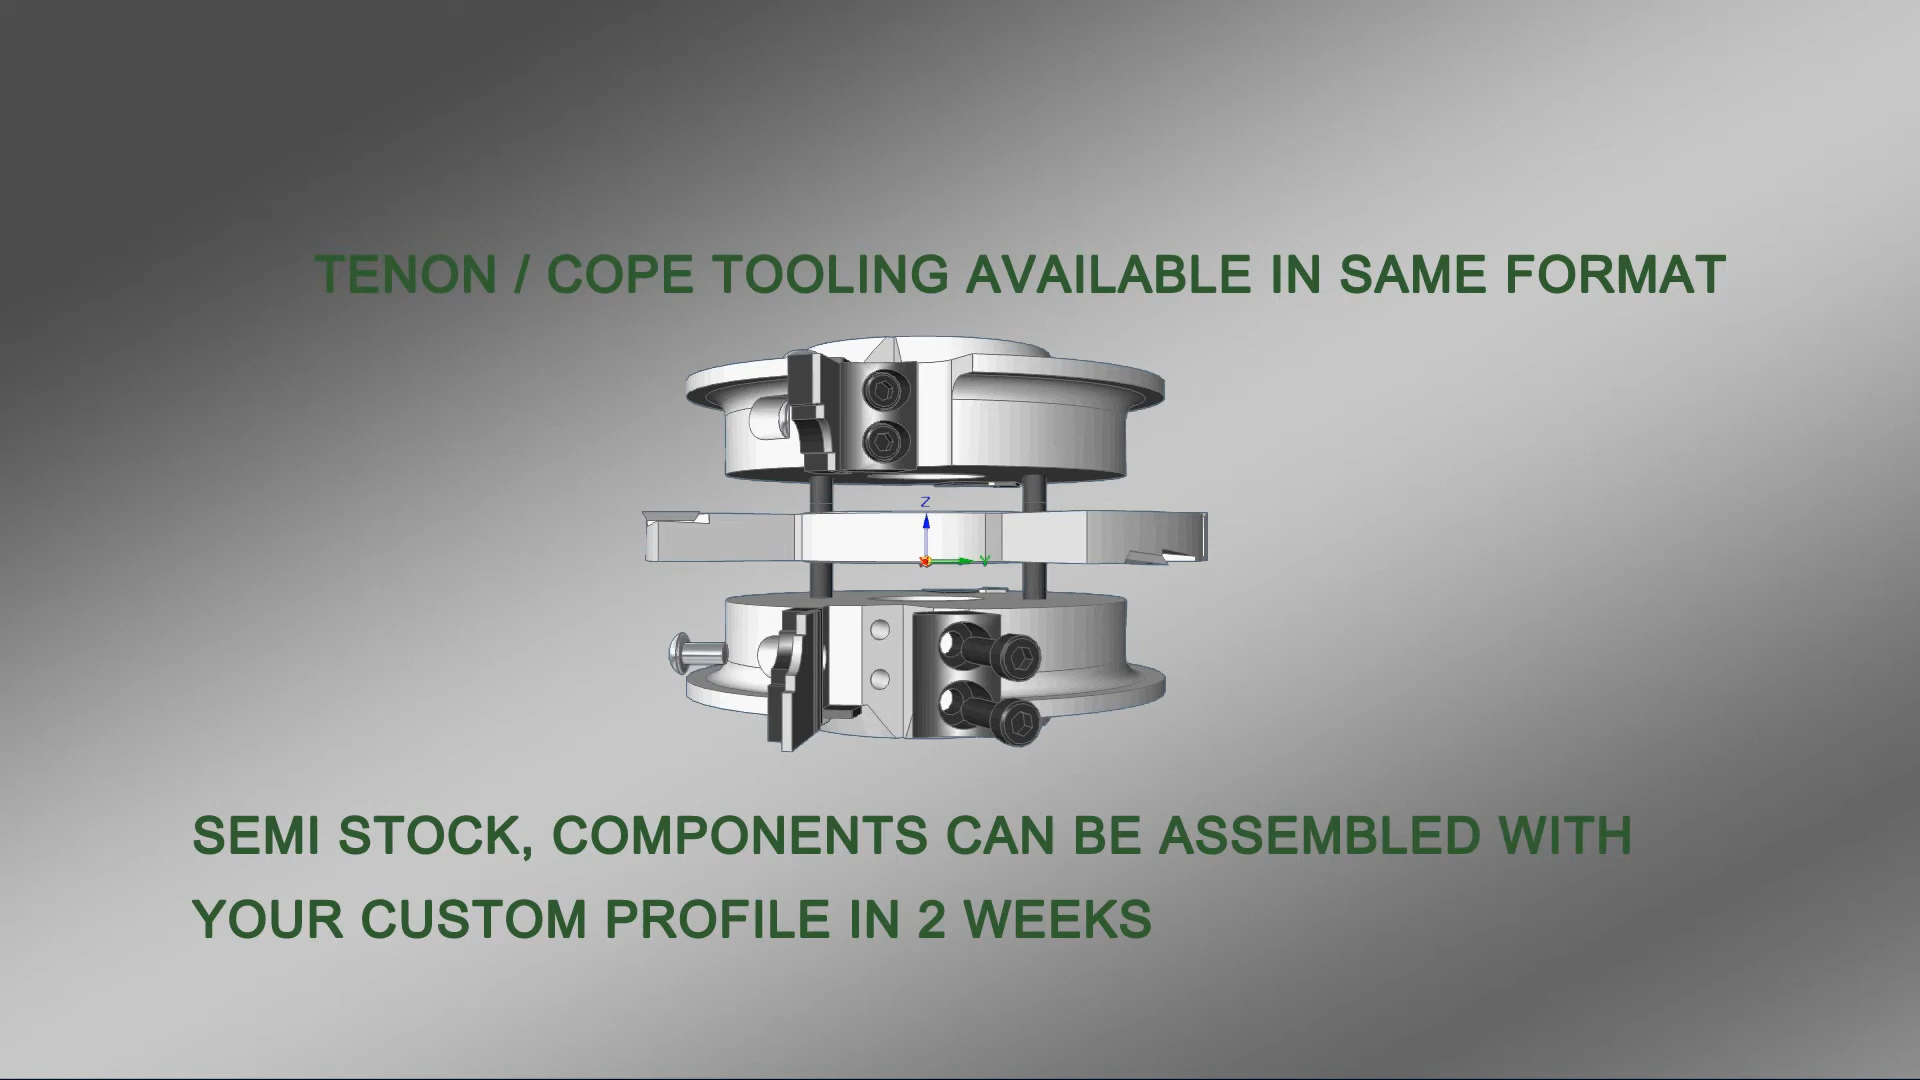 TENON / COPE TOOLING AVAILABLE IN SAME FORMAT
Z
Y
SEMI STOCK, COMPONENTS CAN BE ASSEMBLED WITH
YOUR CUSTOM PROFILE IN 2 WEEKS